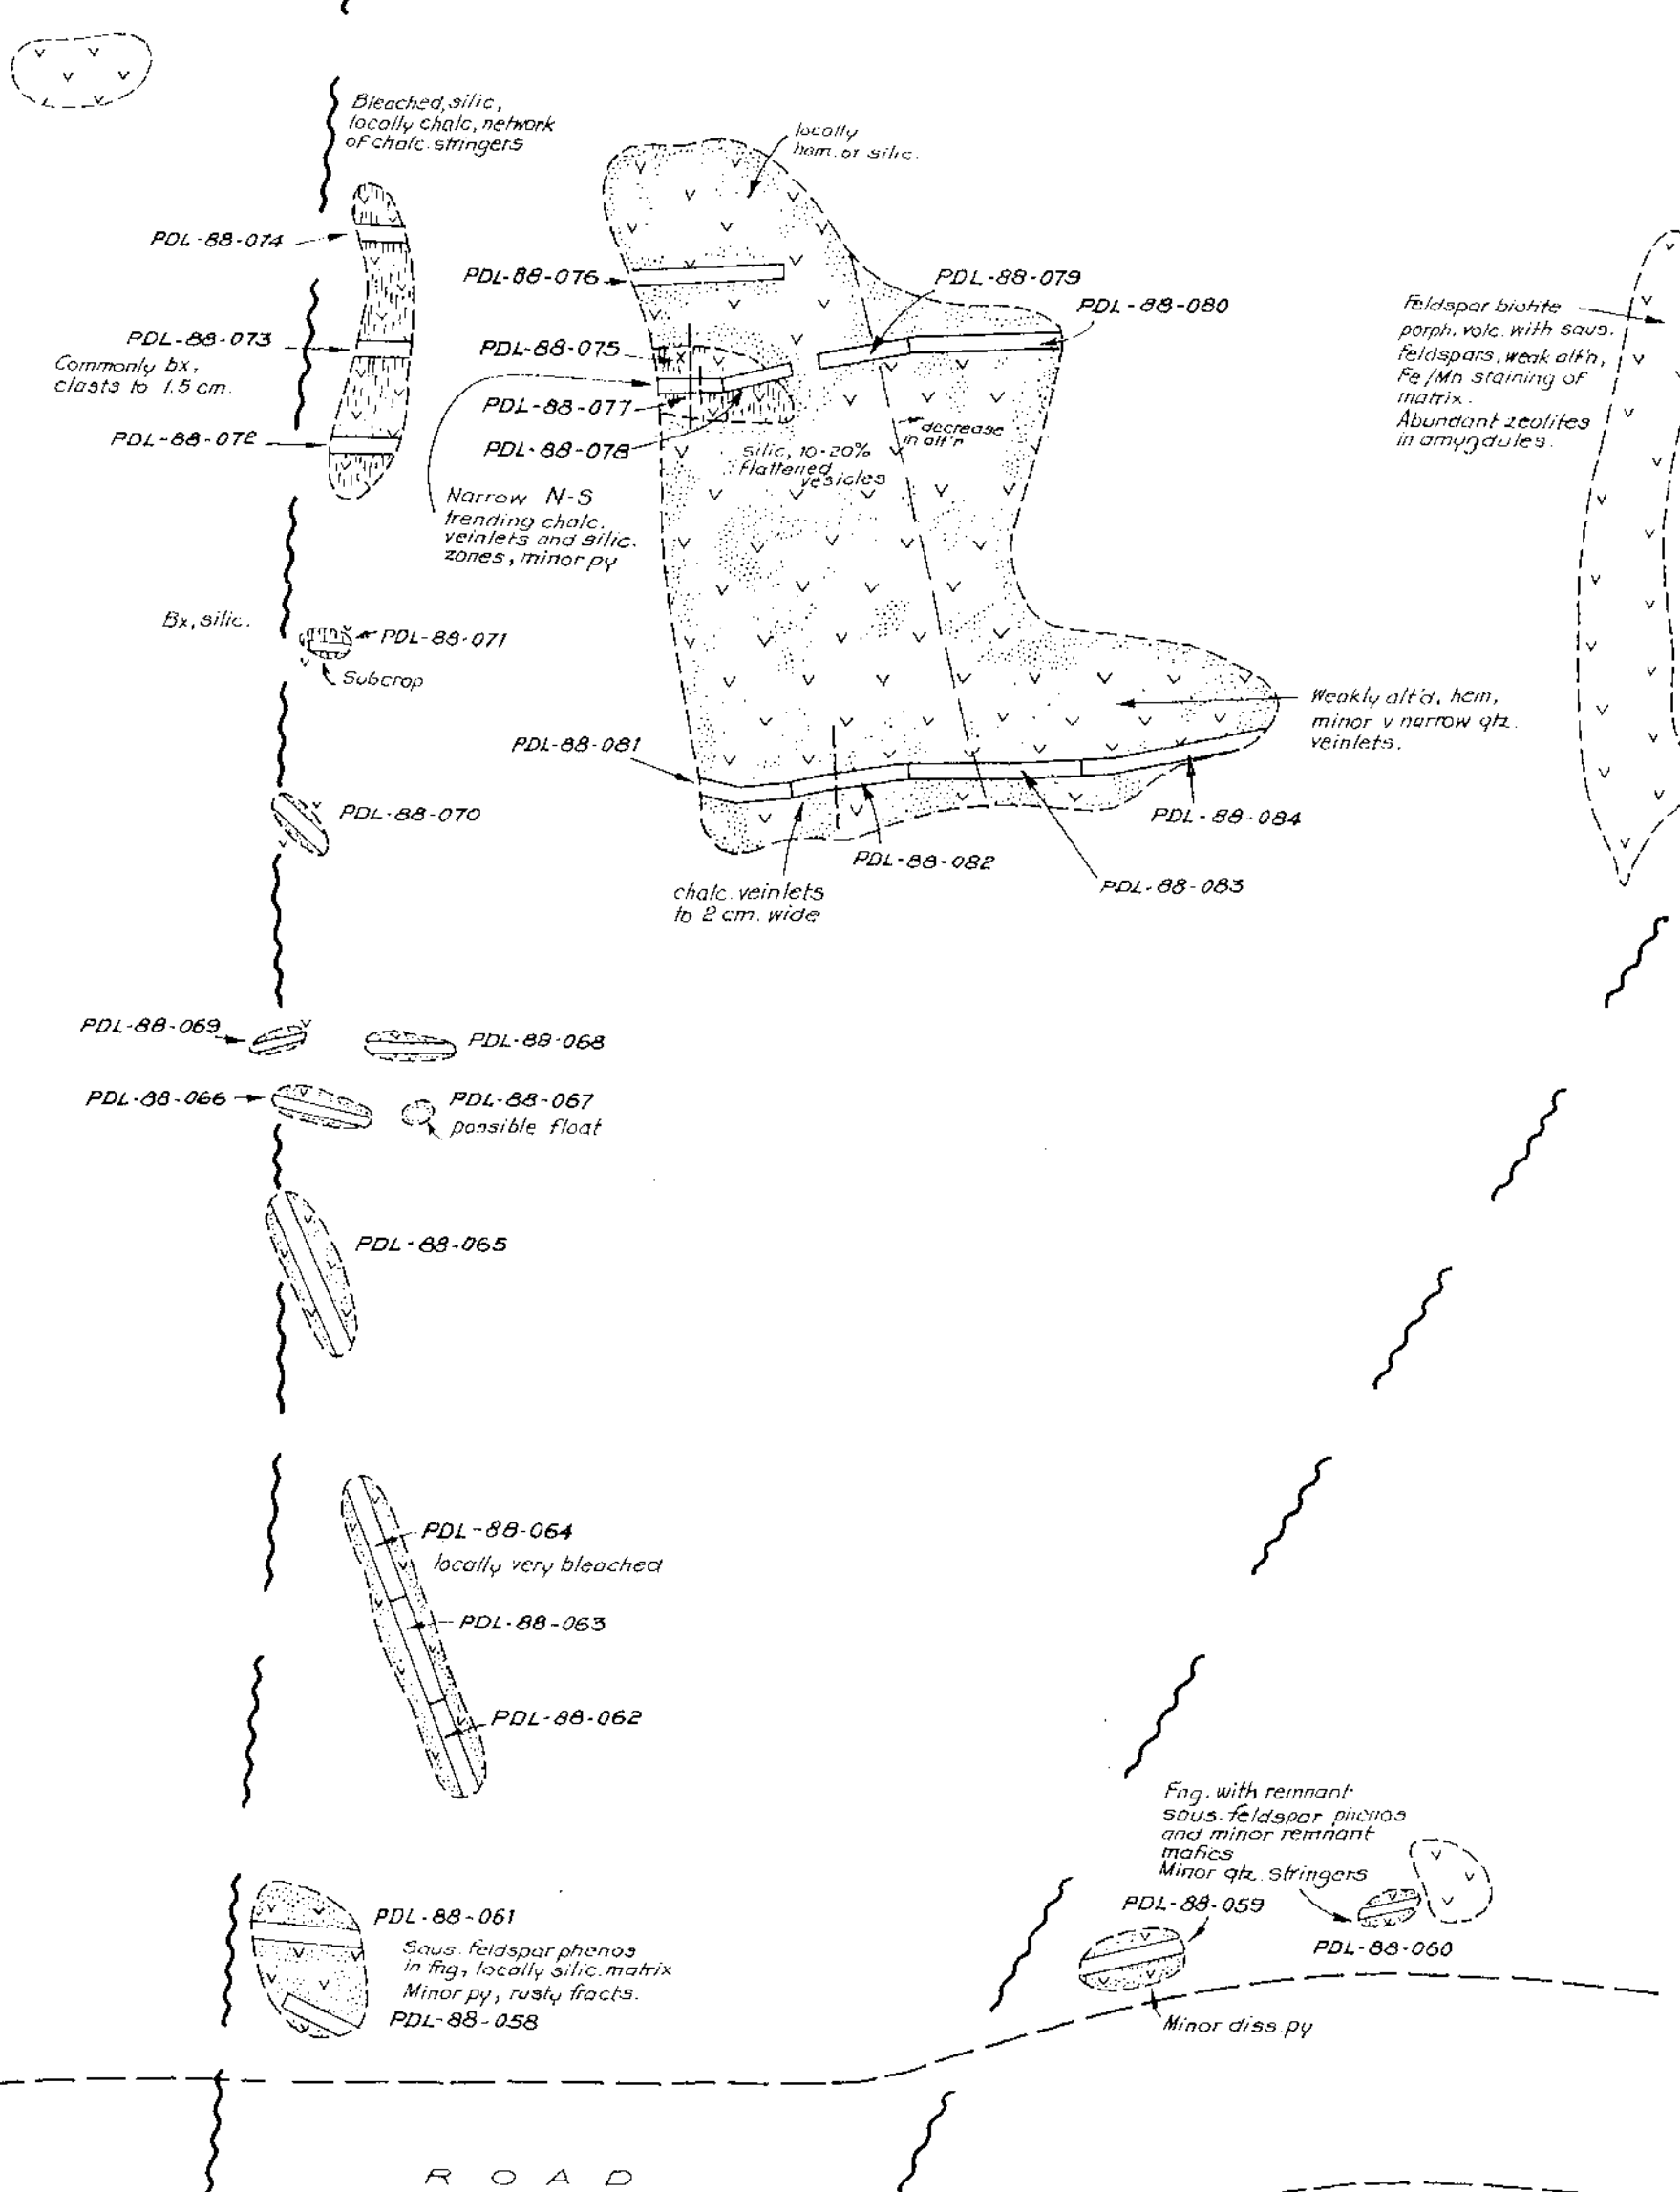 Bleached, silic,
locally chalc, network
of chalc. stringers
locally
hem. or silic.
PDL-88-074
PDL-88-076
PDL-88-079
PDL-88-080
Feldspar biotite
porph. volc. with saus.
feldspars, weak alt'n,
Fe/Mn staining of
matrix.
Abundant zeolites
in amygdules.
PDL-88-073
Commonly bx,
clasts to 1.5 cm.
PDL-88-075
PDL-88-077
PDL-88-072
PDL-88-078
decrease
in alt'n
silic, 10-20%
flattened
vesicles
Narrow N-S
trending chalc.
veinlets and silic.
zones, minor py
Bx, silic.
PDL-88-071
Subcrop
Weakly alt'd, hem,
minor v narrow qtz.
veinlets.
PDL-88-081
PDL-88-070
PDL-88-084
PDL-88-082
PDL-88-083
chalc. veinlets
to 2 cm. wide
PDL-88-069
PDL-88-068
PDL-88-066
PDL-88-067
possible float
PDL-88-065
PDL-88-064
locally very bleached
PDL-88-063
PDL-88-062
Fng. with remnant
saus. feldspar phenos
and minor remnant
mafics
Minor qtz. stringers
PDL-88-059
PDL-88-060
PDL-88-061
Saus. feldspar phenos
in fng, locally silic. matrix
Minor py, rusty fracts.
PDL-88-058
Minor diss. py
ROAD